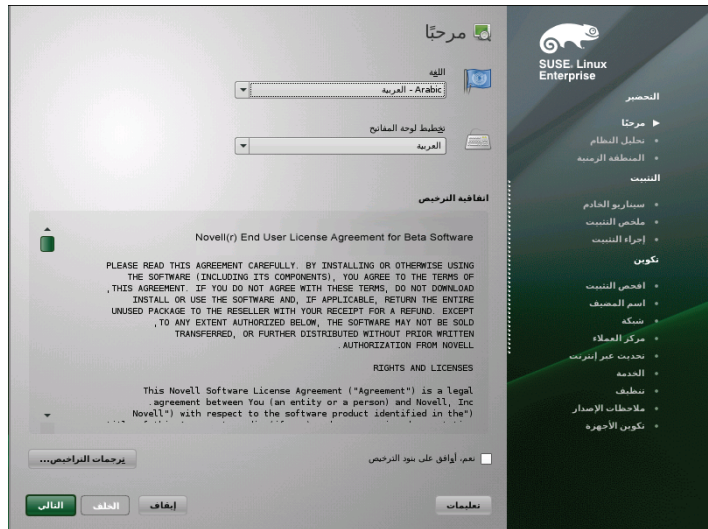 مرحبًا
اللغة
Arabic - العربية
تخطيط لوحة المفاتيح
العربية
اتفاقية الترخيص
Novell(r) End User License Agreement for Beta Software
PLEASE READ THIS AGREEMENT CAREFULLY. BY INSTALLING OR OTHERWISE USING
THE SOFTWARE (INCLUDING ITS COMPONENTS), YOU AGREE TO THE TERMS OF
,THIS AGREEMENT. IF YOU DO NOT AGREE WITH THESE TERMS, DO NOT DOWNLOAD
INSTALL OR USE THE SOFTWARE AND, IF APPLICABLE, RETURN THE ENTIRE
UNUSED PACKAGE TO THE RESELLER WITH YOUR RECEIPT FOR A REFUND. EXCEPT
,TO ANY EXTENT AUTHORIZED BELOW, THE SOFTWARE MAY NOT BE SOLD
TRANSFERRED, OR FURTHER DISTRIBUTED WITHOUT PRIOR WRITTEN
.AUTHORIZATION FROM NOVELL
RIGHTS AND LICENSES
This Novell Software License Agreement ("Agreement") is a legal
.agreement between You (an entity or a person) and Novell, Inc
Novell") with respect to the software product identified in the")
نعم، أوافق على بنود الترخيص
ترجمات التراخيص...
تعليمات
إيقاف
الخلف
التالي
SUSE. Linux
Enterprise
التحضير
مرحبًا
تحليل النظام
المنطقة الزمنية
التثبيت
سيناريو الخادم
ملخص التثبيت
إجراء التثبيت
تكوين
افحص التثبيت
اسم المضيف
شبكة
مركز العملاء
تحديث عبر إنترنت
الخدمة
تنظيف
ملاحظات الإصدار
تكوين الأجهزة